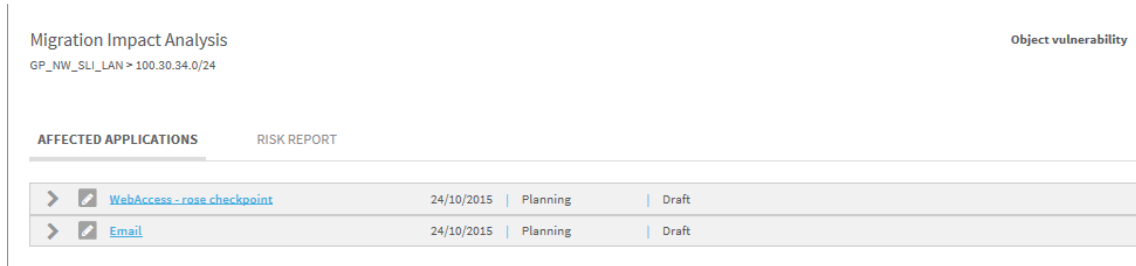 Migration Impact Analysis
Object vulnerability
GP_NW_SLI_LAN > 100.30.34.0/24
AFFECTED APPLICATIONS RISK REPORT
WebAccess - rose checkpoint 24/10/2015 | Planning | Draft
Email 24/10/2015 | Planning | Draft